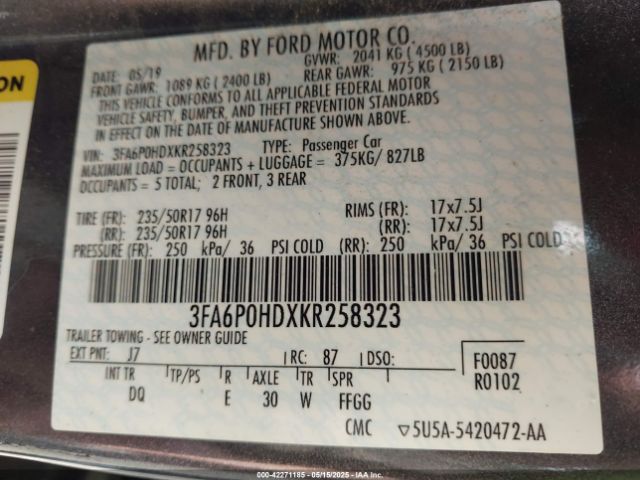 ON
MFD. BY FORD MOTOR CO.
DATE: 05/19 GVWR: 2041 KG ( 4500 LB)
FRONT GAWR: 1089 KG ( 2400 LB) REAR GAWR: 975 KG ( 2150 LB)
THIS VEHICLE CONFORMS TO ALL APPLICABLE FEDERAL MOTOR
VEHICLE SAFETY, BUMPER, AND THEFT PREVENTION STANDARDS
IN EFFECT ON THE DATE OF MANUFACTURE SHOWN ABOVE.
VIN: 3FA6P0HDXKR258323 TYPE: Passenger Car
MAXIMUM LOAD = OCCUPANTS + LUGGAGE = 375KG/ 827LB
OCCUPANTS = 5 TOTAL; 2 FRONT, 3 REAR
TIRE (FR): 235/50R17 96H RIMS (FR): 17x7.5J
(RR): 235/50R17 96H (RR): 17x7.5J
PRESSURE (FR): 250 kPa/ 36 PSI COLD (RR): 250 kPa/ 36 PSI COLD
3FA6P0HDXKR258323
TRAILER TOWING - SEE OWNER GUIDE
EXT PNT: J7 RC: 87 DSO: F0087
INT TR TP/PS R AXLE TR SPR R0102
DQ E 30 W FFGG
CMC ▽5U5A-5420472-AA
000-42271185 - 05/15/2025 - IAAI.COM